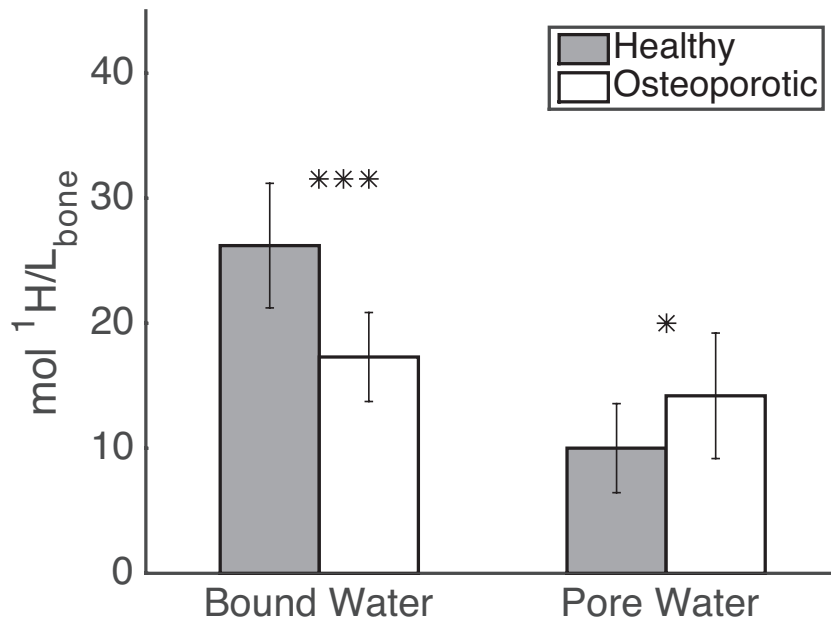 Healthy
Osteoporotic
40
30
20
10
0
mol ¹H/L_bone
***
*
Bound Water
Pore Water